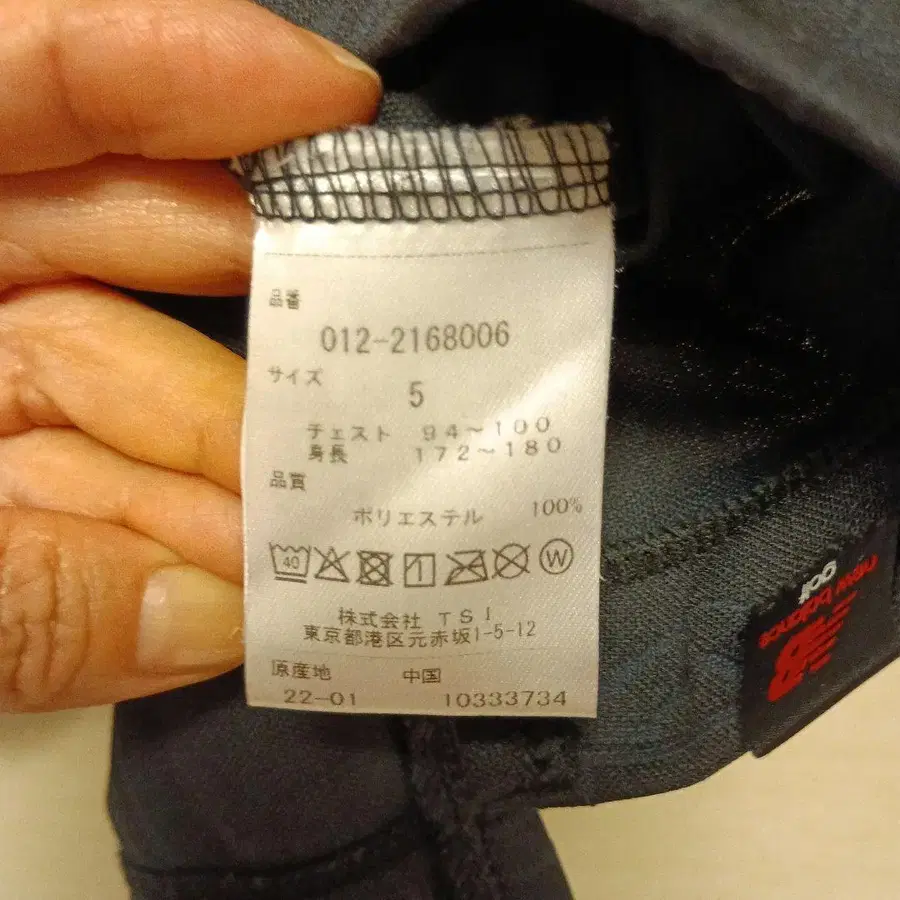 品番
012-2168006
サイズ
5
チェスト 94~100
身長 172~180
品質
ポリエステル 100%
40
W
株式会社 TSI
東京都港区元赤坂1-5-12
原産地 中国
22-01 10333734
new balance
golf